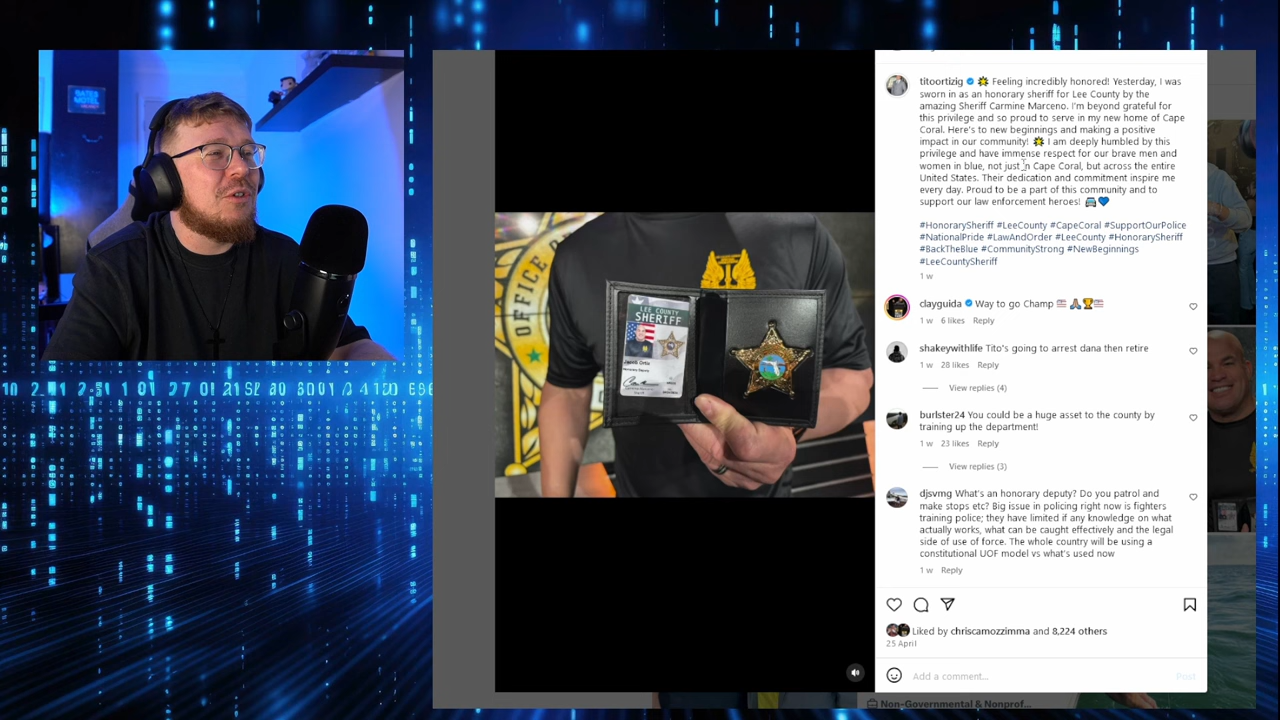 titoortizig 💥 Feeling incredibly honored! Yesterday, I was
sworn in as an honorary sheriff for Lee County by the
amazing Sheriff Carmine Marceno. I'm beyond grateful for
this privilege and so proud to serve in my new home of Cape
Coral. Here's to new beginnings and making a positive
impact in our community! 💥 I am deeply humbled by this
privilege and have immense respect for our brave men and
women in blue, not just in Cape Coral, but across the entire
United States. Their dedication and commitment inspire me
every day. Proud to be a part of this community and to
support our law enforcement heroes! 🚔💙
#HonorarySheriff #LeeCounty #CapeCoral #SupportOurPolice
#NationalPride #LawAndOrder #LeeCounty #HonorarySheriff
#BackTheBlue #CommunityStrong #NewBeginnings
#LeeCountySheriff
1 w
clayguida Way to go Champ 🇺🇸🙏🏼🏆🇺🇸
1 w 6 likes Reply
shakeywithlife Tito's going to arrest dana then retire
1 w 28 likes Reply
View replies (4)
burlster24 You could be a huge asset to the county by
training up the department!
1 w 23 likes Reply
View replies (3)
djsvmg What's an honorary deputy? Do you patrol and
make stops etc? Big issue in policing right now is fighters
training police; they have limited if any knowledge on what
actually works, what can be caught effectively and the legal
side of use of force. The whole country will be using a
constitutional UOF model vs what's used now
1 w Reply
Liked by chriscamozzimma and 8,224 others
25 April
Add a comment...
Post
Non-Governmental & Nonprof...
OFFICE OF
LEE COUNTY
SHERIFF
Jacob Ortiz
BATES
MOTEL